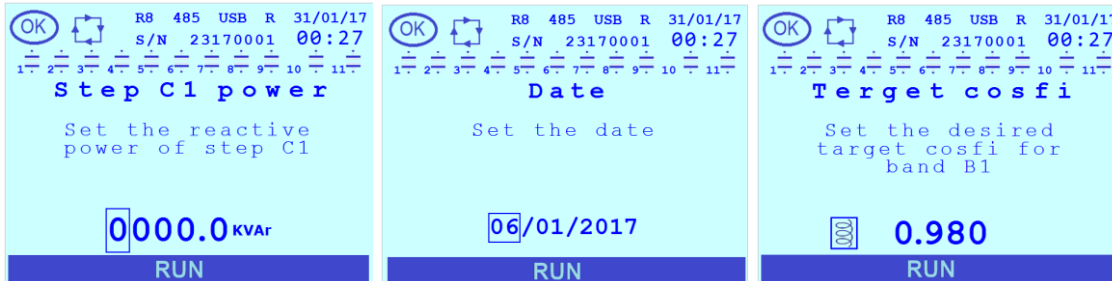 OK R8 485 USB R 31/01/17
S/N 23170001 00:27
1 2 3 4 5 6 7 8 9 10 11
Step C1 power
Set the reactive
power of step C1
0000.0 KVAr
RUN
OK R8 485 USB R 31/01/17
S/N 23170001 00:27
1 2 3 4 5 6 7 8 9 10 11
Date
Set the date
06/01/2017
RUN
OK R8 485 USB R 31/01/17
S/N 23170001 00:27
1 2 3 4 5 6 7 8 9 10 11
Terget cosfi
Set the desired
target cosfi for
band B1
0.980
RUN